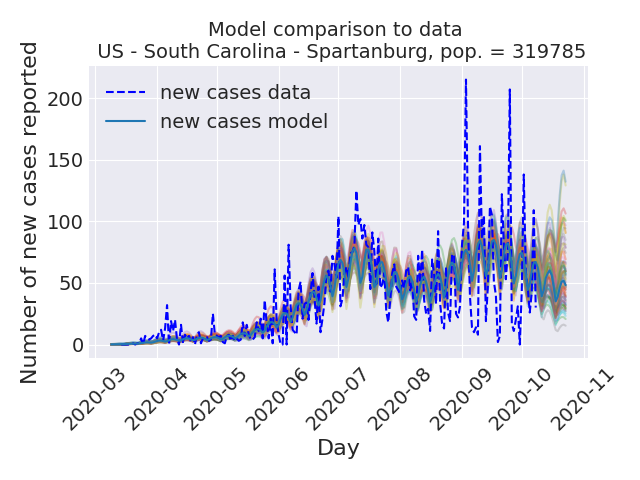 Model comparison to data
US - South Carolina - Spartanburg, pop. = 319785
Number of new cases reported
200
150
100
50
0
new cases data
new cases model
2020-03
2020-04
2020-05
2020-06
2020-07
2020-08
2020-09
2020-10
2020-11
Day